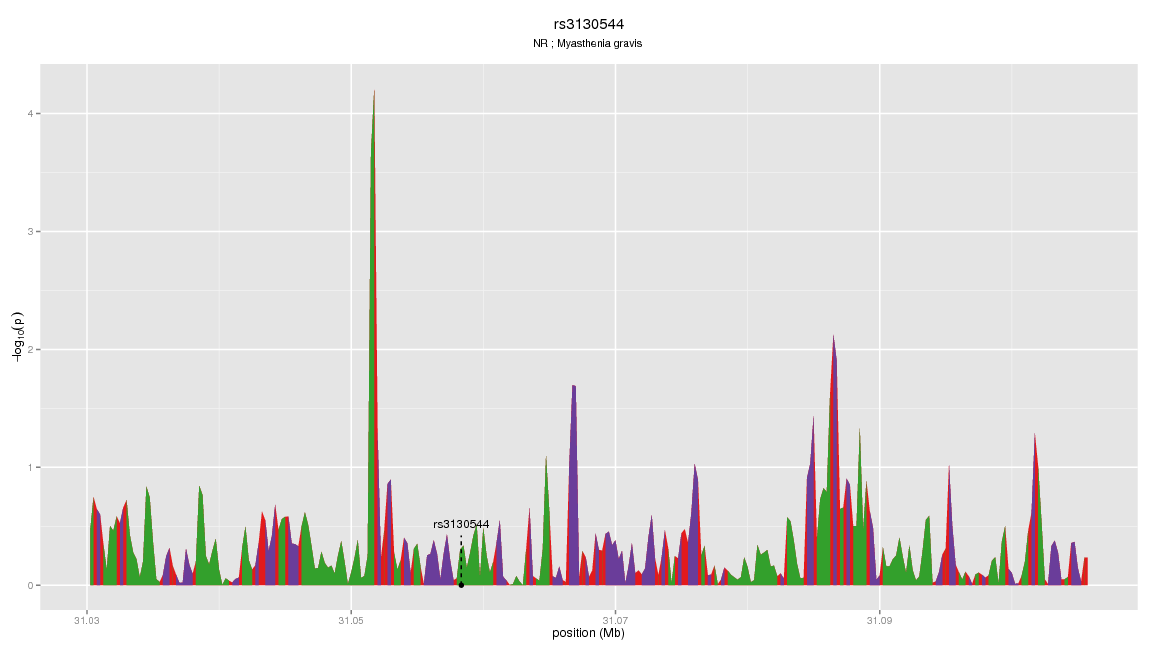 rs3130544
NR ; Myasthenia gravis
4
3
2
1
0
−log10(p)
rs3130544
31.03 31.05 31.07 31.09
position (Mb)